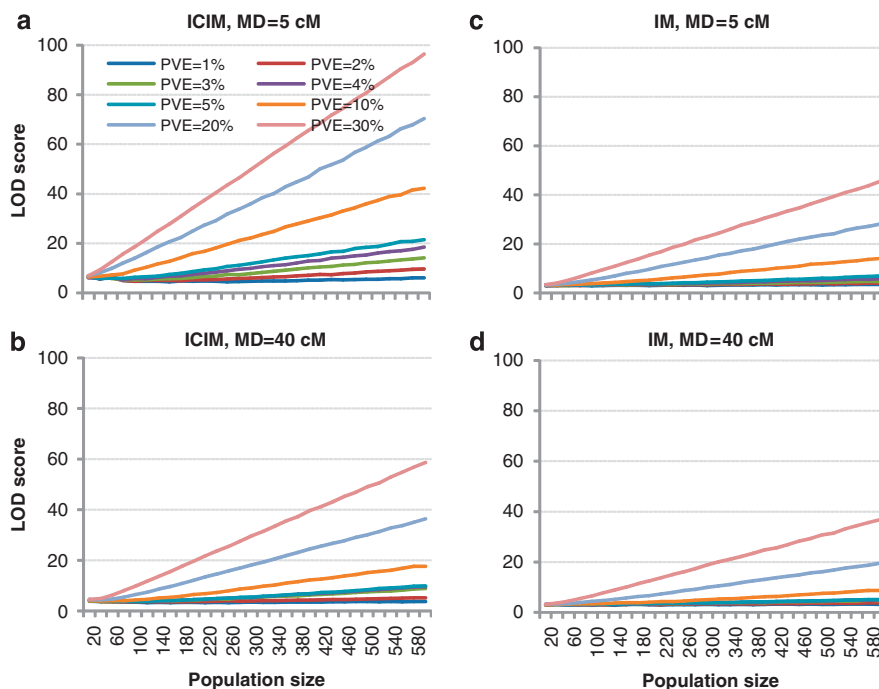 a
ICIM, MD=5 cM
100
80
60
40
20
0
LOD score
PVE=1%
PVE=2%
PVE=3%
PVE=4%
PVE=5%
PVE=10%
PVE=20%
PVE=30%
c
IM, MD=5 cM
100
80
60
40
20
0
b
ICIM, MD=40 cM
100
80
60
40
20
0
LOD score
20
60
100
140
180
220
260
300
340
380
420
460
500
540
580
Population size
d
IM, MD=40 cM
100
80
60
40
20
0
20
60
100
140
180
220
260
300
340
380
420
460
500
540
580
Population size